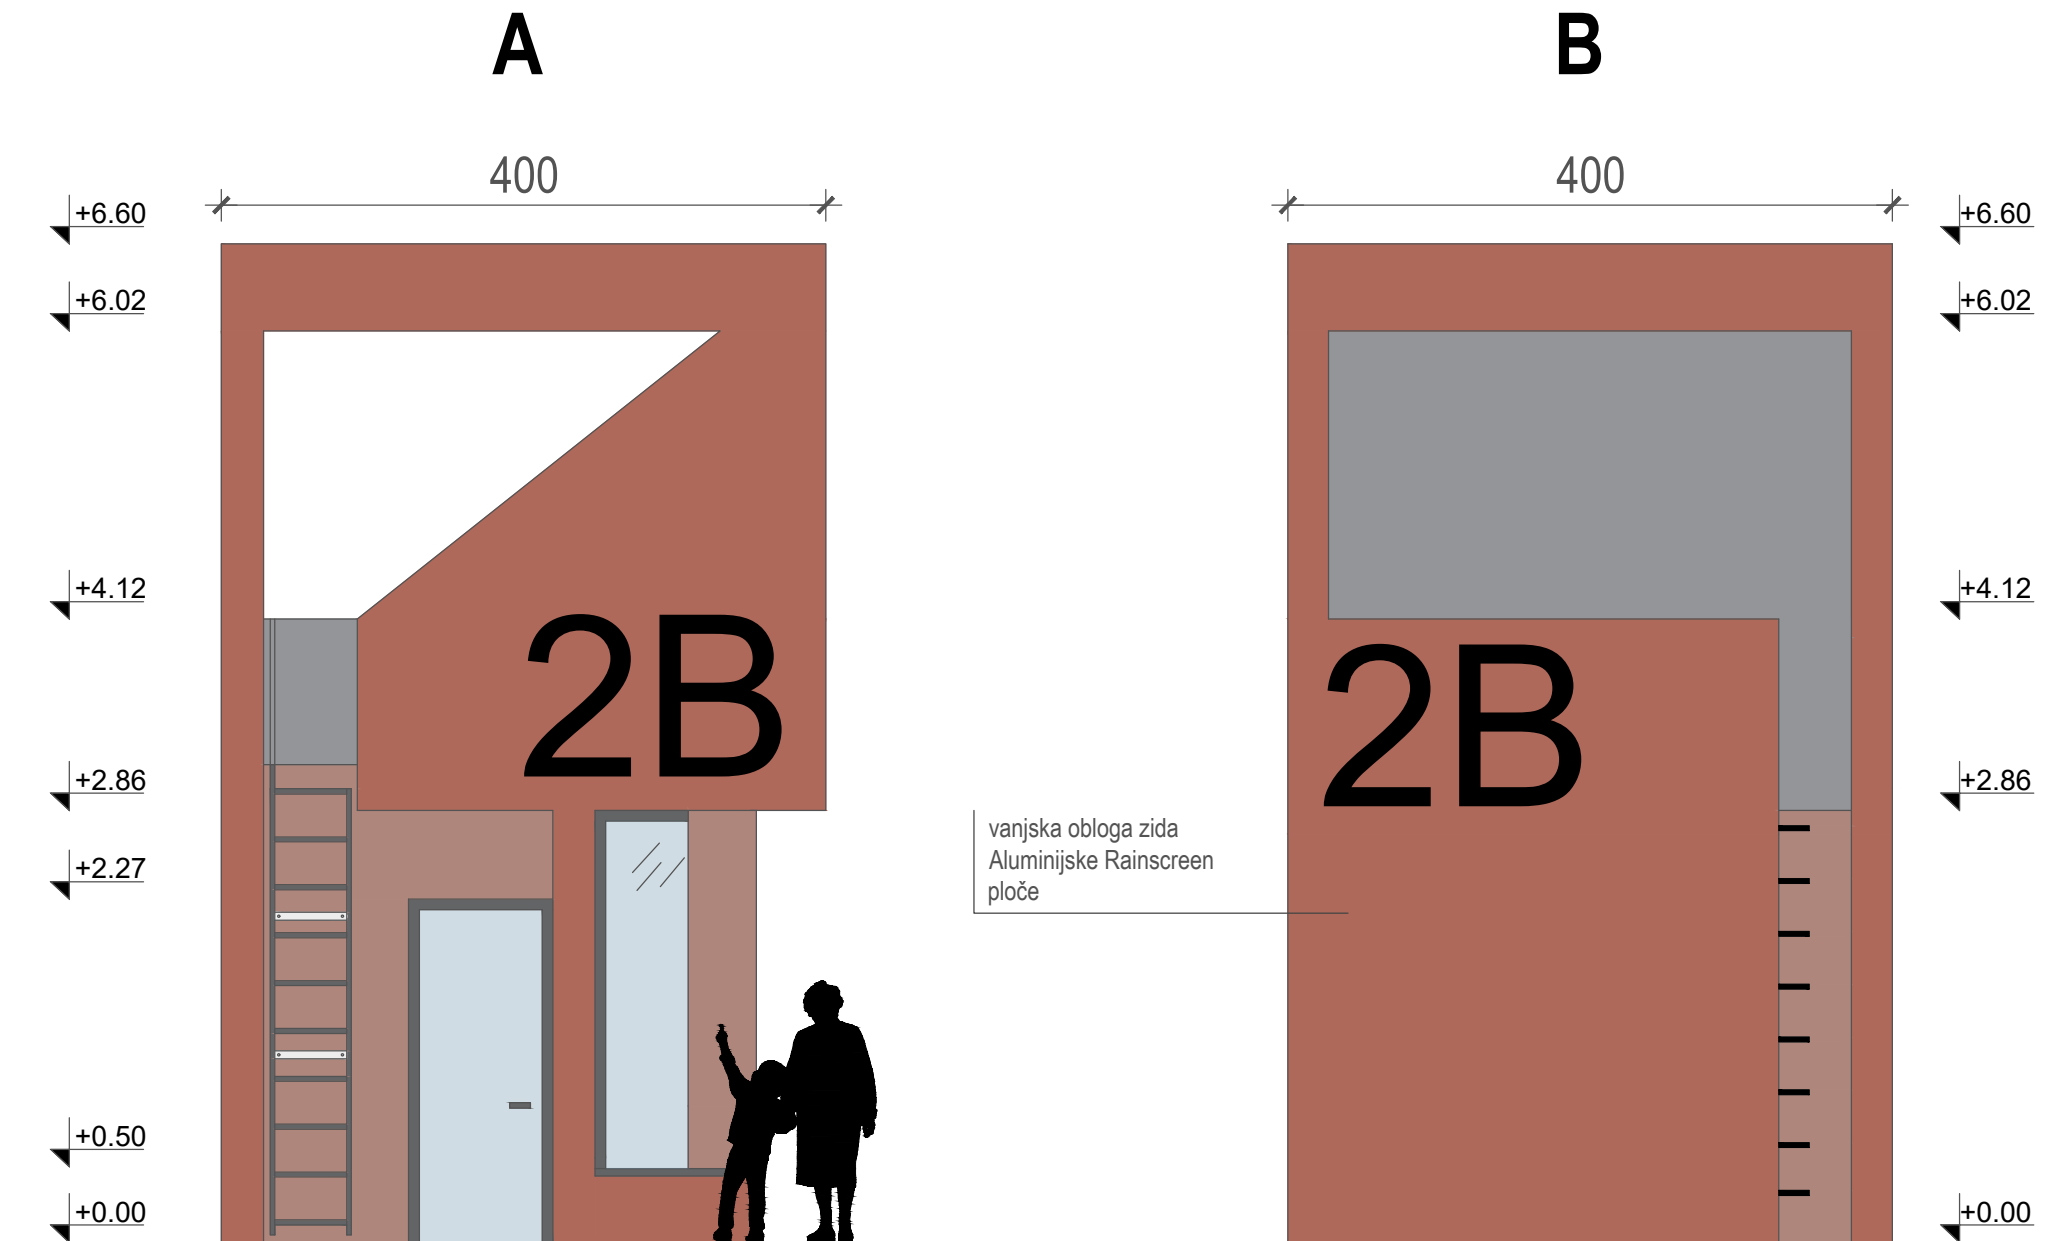 A
B
400
400
+6.60
+6.60
+6.02
+6.02
+4.12
+4.12
2B
2B
+2.86
+2.86
vanjska obloga zida
Aluminijske Rainscreen
ploče
+2.27
+0.50
+0.00
+0.00